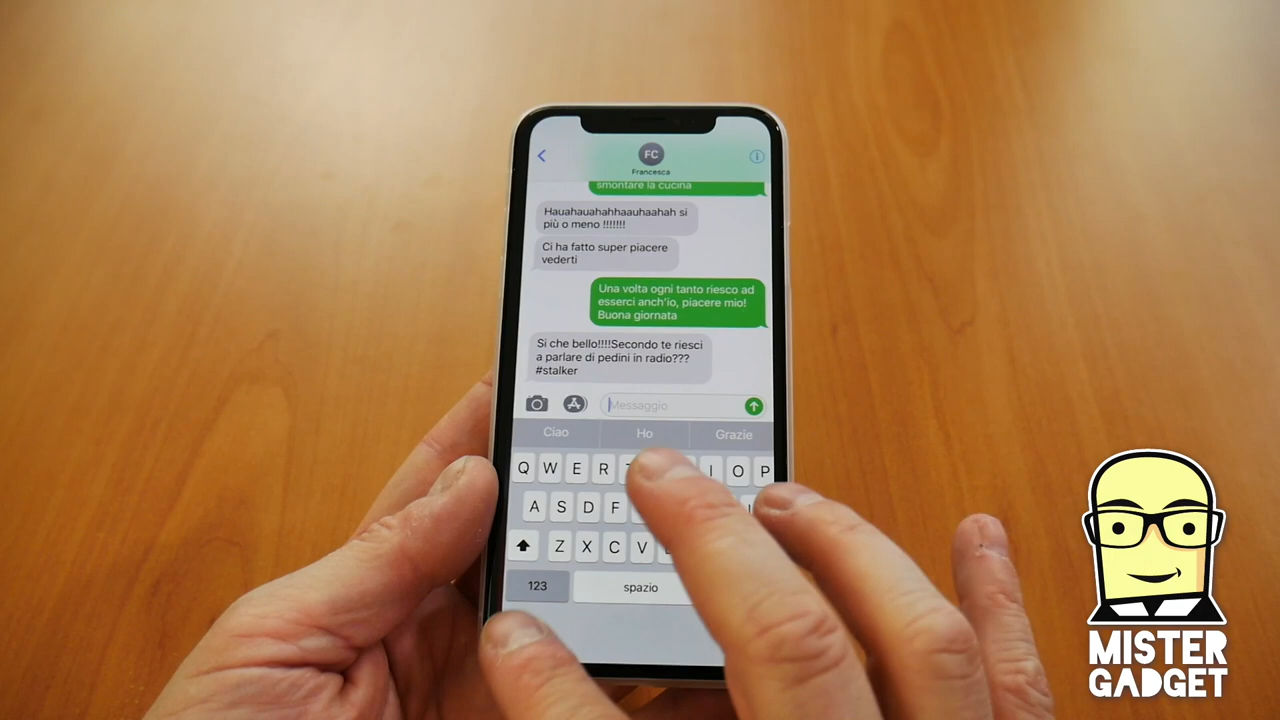 FC
Francesca
smontare la cucina
Hauahauahahhaauhaahah si
più o meno !!!!!!!
Ci ha fatto super piacere
vederti
Una volta ogni tanto riesco ad
esserci anch'io, piacere mio!
Buona giornata
Si che bello!!!!Secondo te riesci
a parlare di pedini in radio???
#stalker
Messaggio
Ciao Ho Grazie
Q W E R I O P
A S D F
Z X C V
123 spazio
MISTER
GADGET